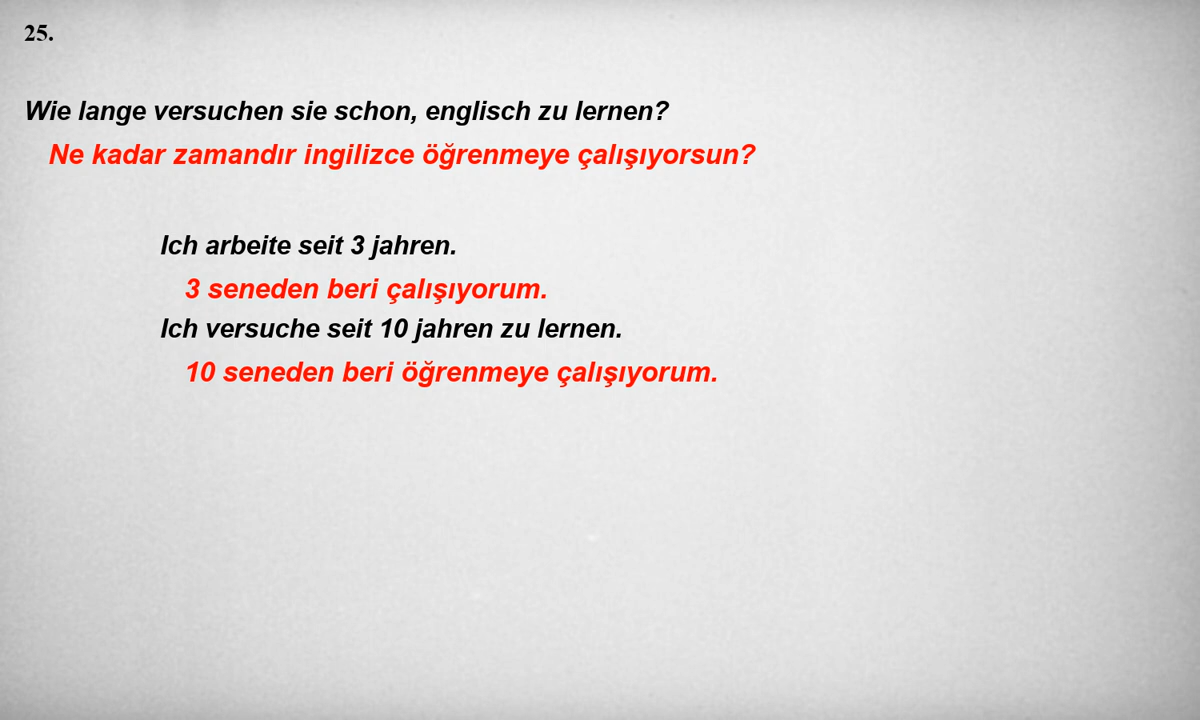 25.
Wie lange versuchen sie schon, englisch zu lernen?
Ne kadar zamandır ingilizce öğrenmeye çalışıyorsun?
Ich arbeite seit 3 jahren.
3 seneden beri çalışıyorum.
Ich versuche seit 10 jahren zu lernen.
10 seneden beri öğrenmeye çalışıyorum.